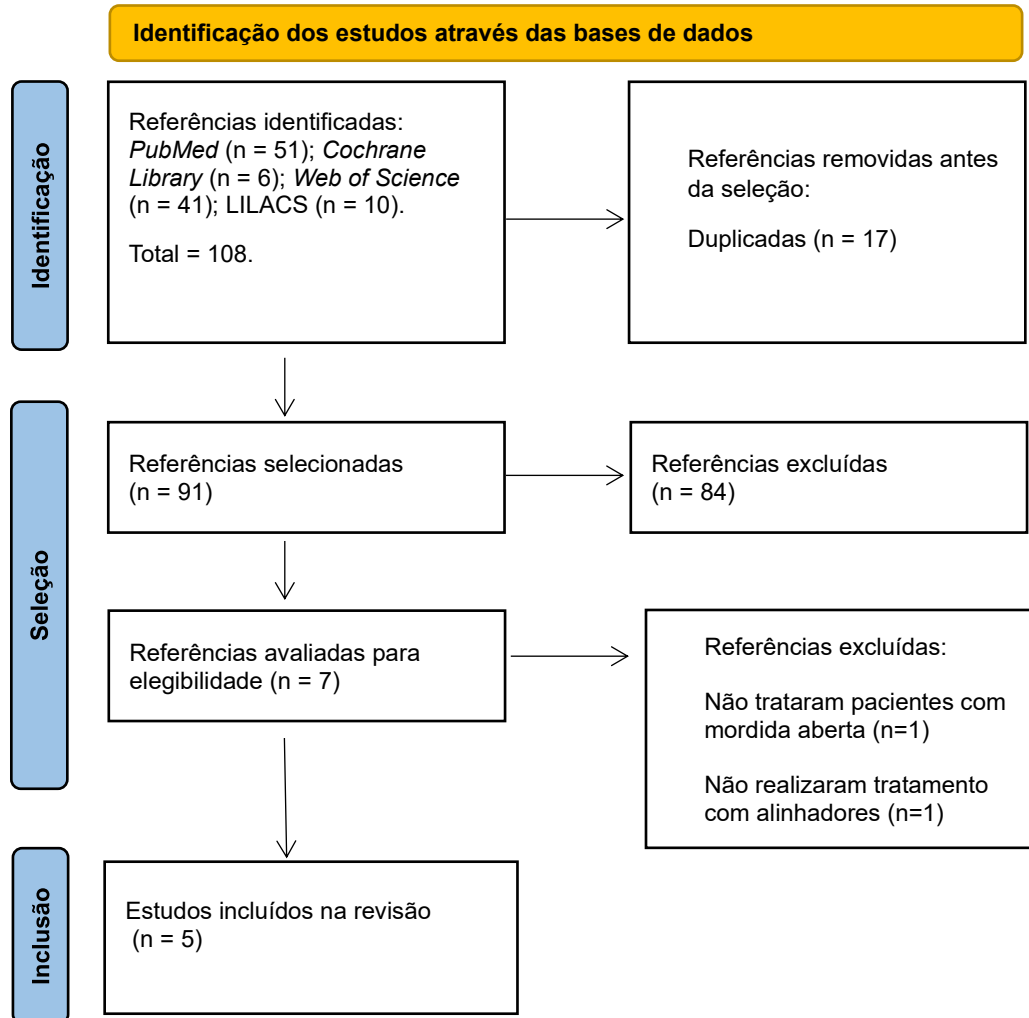 Identificação dos estudos através das bases de dados
Identificação
Referências identificadas:
PubMed (n = 51); Cochrane
Library (n = 6); Web of Science
(n = 41); LILACS (n = 10).
Total = 108.
Referências removidas antes
da seleção:
Duplicadas (n = 17)
Seleção
Referências selecionadas
(n = 91)
Referências excluídas
(n = 84)
Referências avaliadas para
elegibilidade (n = 7)
Referências excluídas:
Não trataram pacientes com
mordida aberta (n=1)
Não realizaram tratamento
com alinhadores (n=1)
Inclusão
Estudos incluídos na revisão
(n = 5)